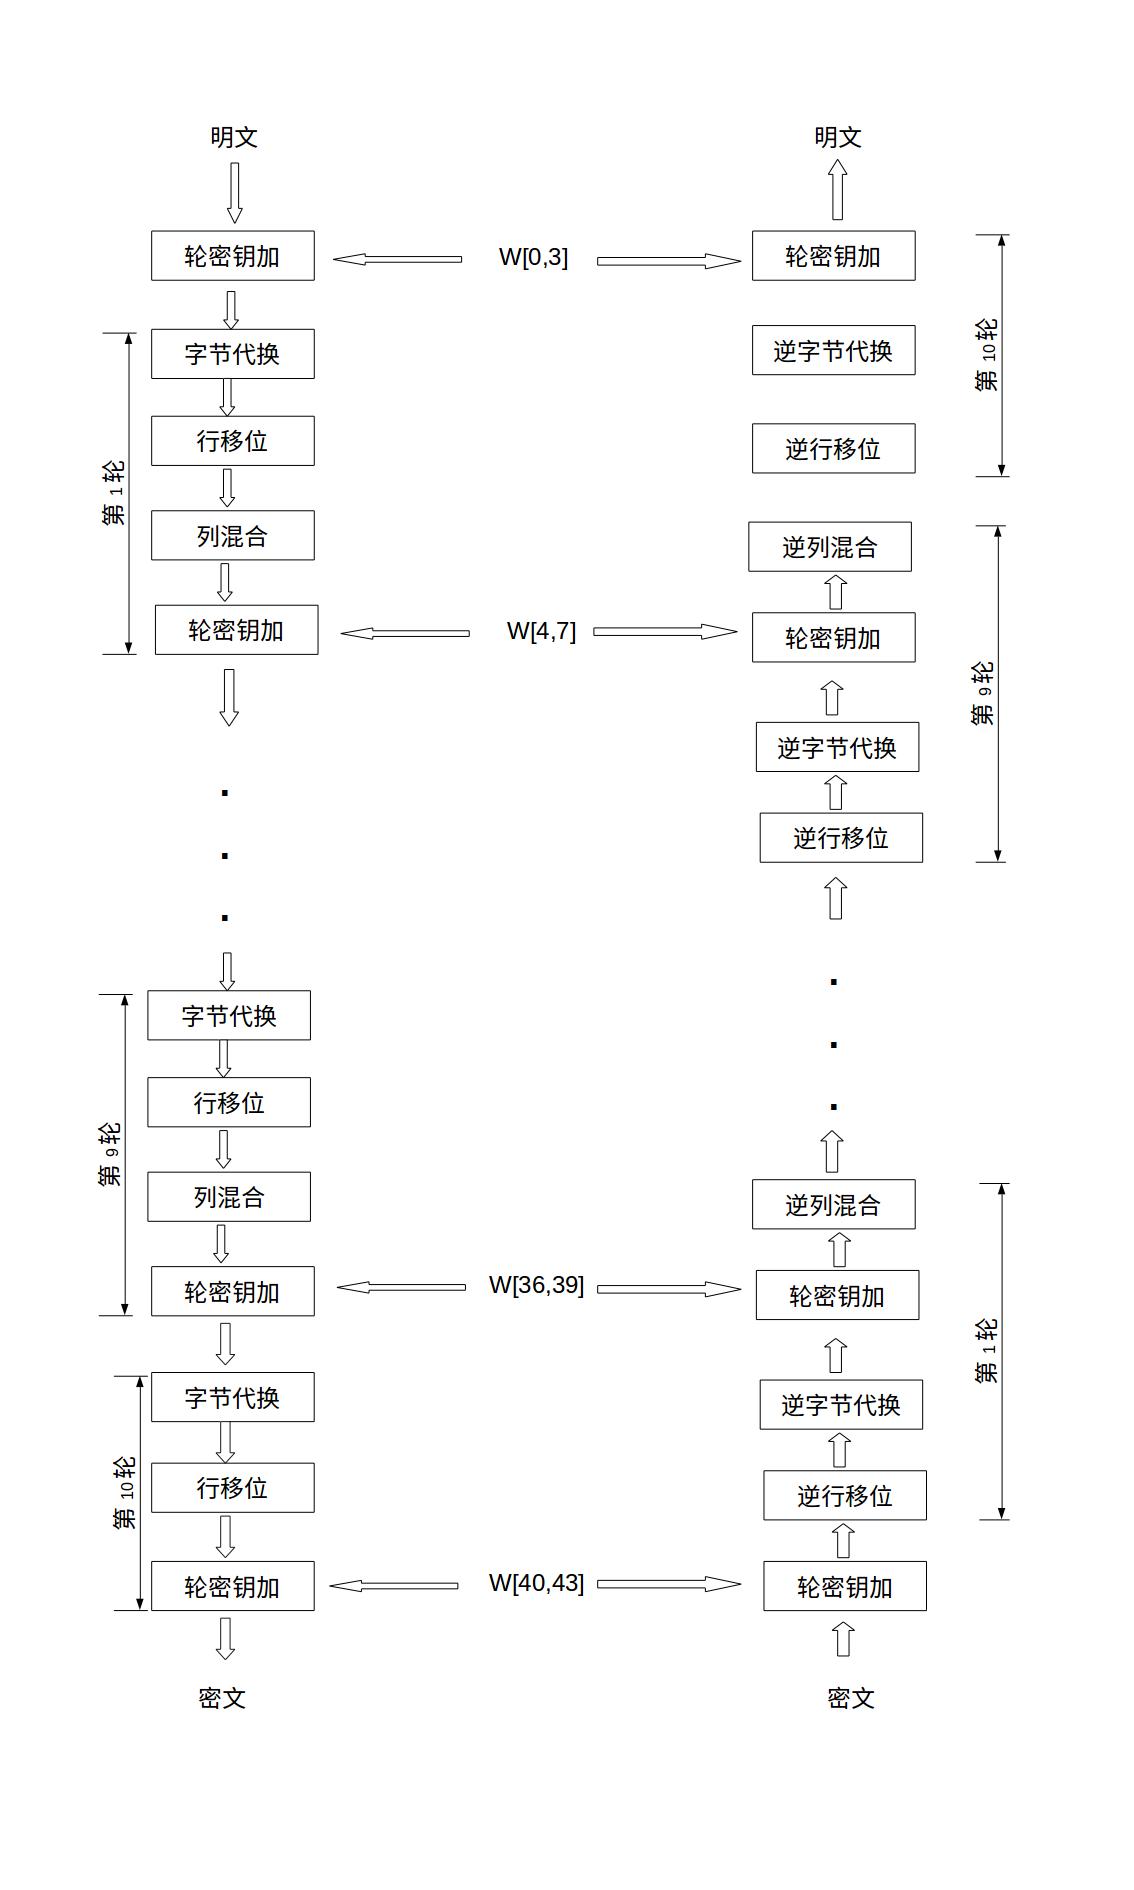 明文
轮密钥加
字节代换
行移位
列混合
轮密钥加
第 1 轮
.
.
.
字节代换
行移位
列混合
轮密钥加
第 9 轮
字节代换
行移位
轮密钥加
第 10 轮
密文
W[0,3]
W[4,7]
W[36,39]
W[40,43]
明文
轮密钥加
逆字节代换
逆行移位
第 10 轮
逆列混合
轮密钥加
逆字节代换
逆行移位
第 9 轮
.
.
.
逆列混合
轮密钥加
逆字节代换
逆行移位
第 1 轮
轮密钥加
密文